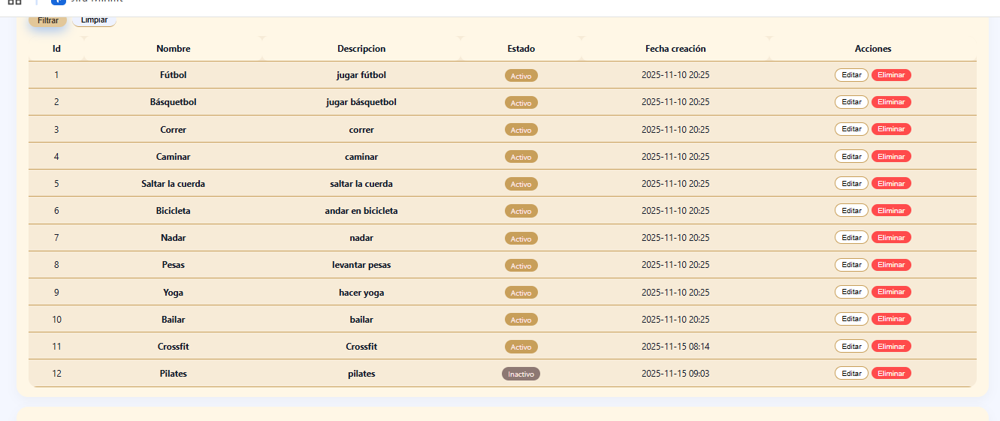 Filtrar Limpiar
Id Nombre Descripcion Estado Fecha creación Acciones
1 Fútbol jugar fútbol Activo 2025-11-10 20:25 Editar Eliminar
2 Básquetbol jugar básquetbol Activo 2025-11-10 20:25 Editar Eliminar
3 Correr correr Activo 2025-11-10 20:25 Editar Eliminar
4 Caminar caminar Activo 2025-11-10 20:25 Editar Eliminar
5 Saltar la cuerda saltar la cuerda Activo 2025-11-10 20:25 Editar Eliminar
6 Bicicleta andar en bicicleta Activo 2025-11-10 20:25 Editar Eliminar
7 Nadar nadar Activo 2025-11-10 20:25 Editar Eliminar
8 Pesas levantar pesas Activo 2025-11-10 20:25 Editar Eliminar
9 Yoga hacer yoga Activo 2025-11-10 20:25 Editar Eliminar
10 Bailar bailar Activo 2025-11-10 20:25 Editar Eliminar
11 Crossfit Crossfit Activo 2025-11-15 08:14 Editar Eliminar
12 Pilates pilates Inactivo 2025-11-15 09:03 Editar Eliminar